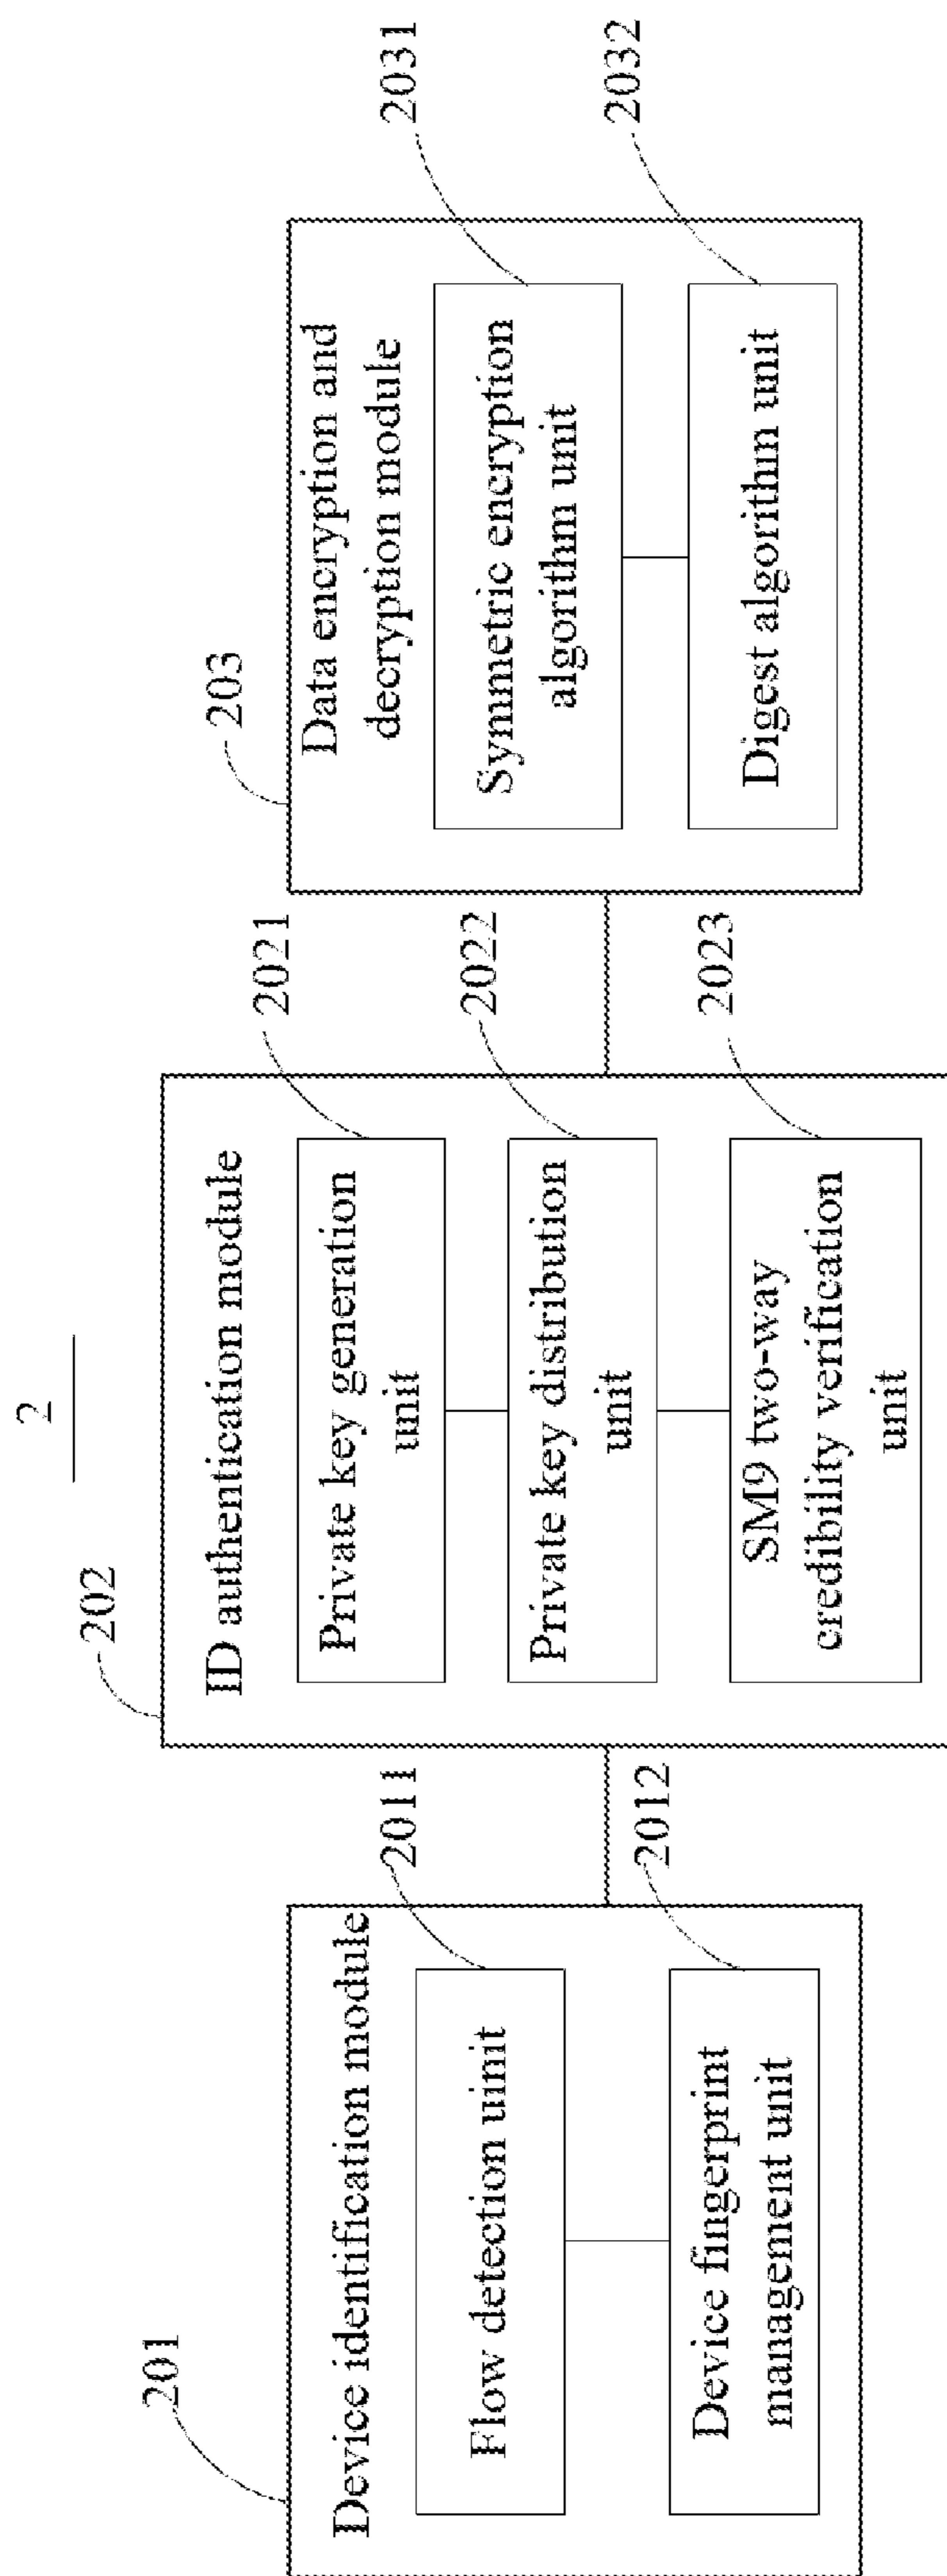 2
201
Device identification module
2011
Flow detection uinit
2012
Device fingerprint
management unit
202
ID authentication module
2021
Private key generation
unit
2022
Private key distribution
unit
2023
SM9 two-way
credibility verification
unit
203
Data encryption and
decryption module
2031
Symmetric encryption
algorithm unit
2032
Digest algorithm unit